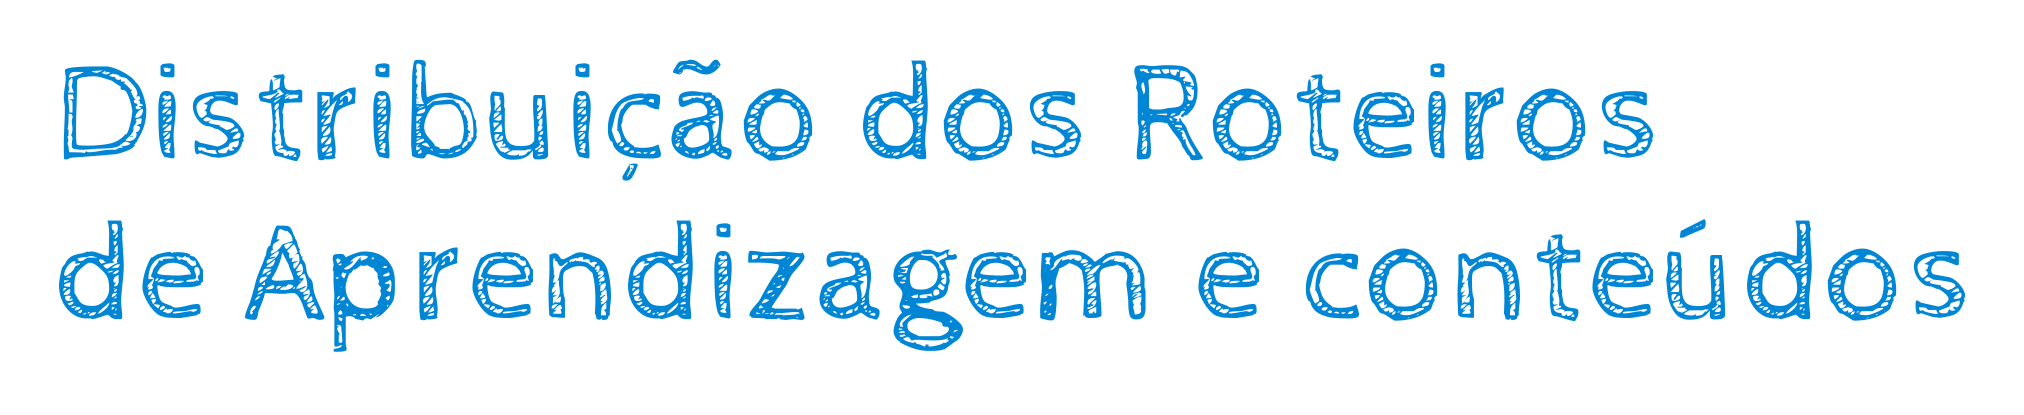 Distribuição dos Roteiros
de Aprendizagem e conteúdos